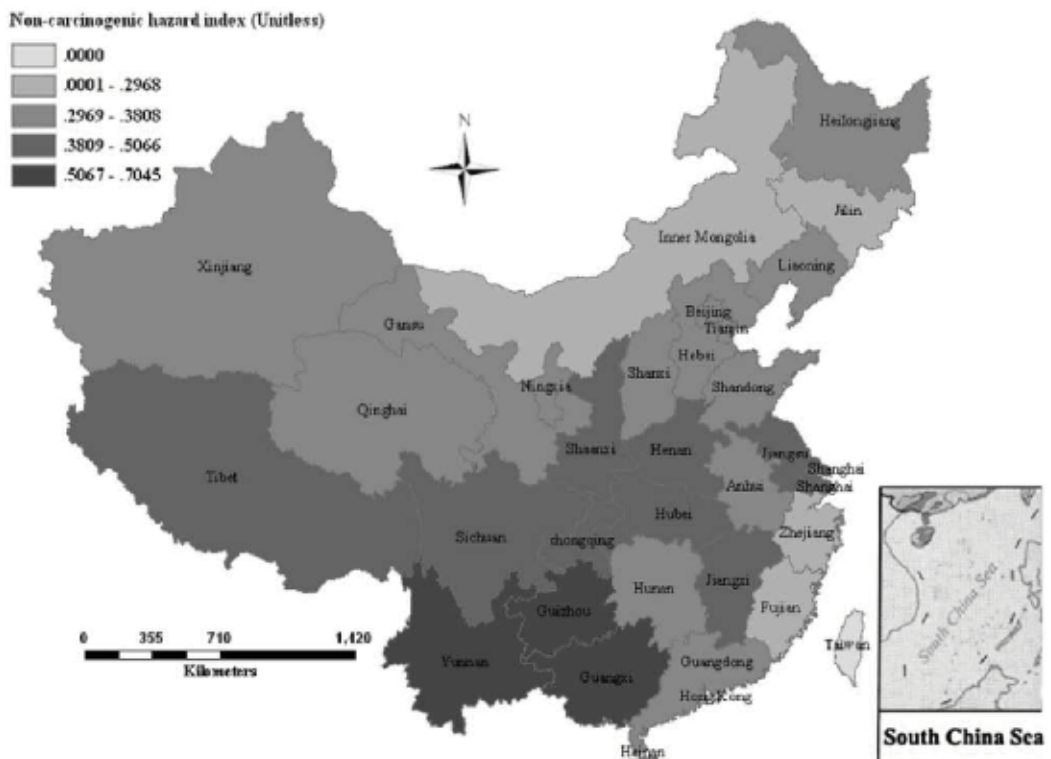 Non-carcinogenic hazard index (Unitless)
.0000
.0001 - .2968
.2969 - .3808
.3809 - .5066
.5067 - .7045
N
Heilongjiang
Jilin
Inner Mongolia
Liaoning
Xinjiang
Gansu
Beijing
Tianjin
Hebei
Ningxia
Shanxi
Shandong
Qinghai
Shaanxi
Henan
Jiangsu
Tibet
Shanghai
Anhui
Shanghai
Hubei
Zhejiang
Sichuan
chongqing
Hunan
Jiangxi
Guizhou
Fujian
Taiwan
Yunnan
Guangxi
Guangdong
Hong Kong
Hainan
0 355 710 1,420
Kilometers
South China Sea
South China Sea